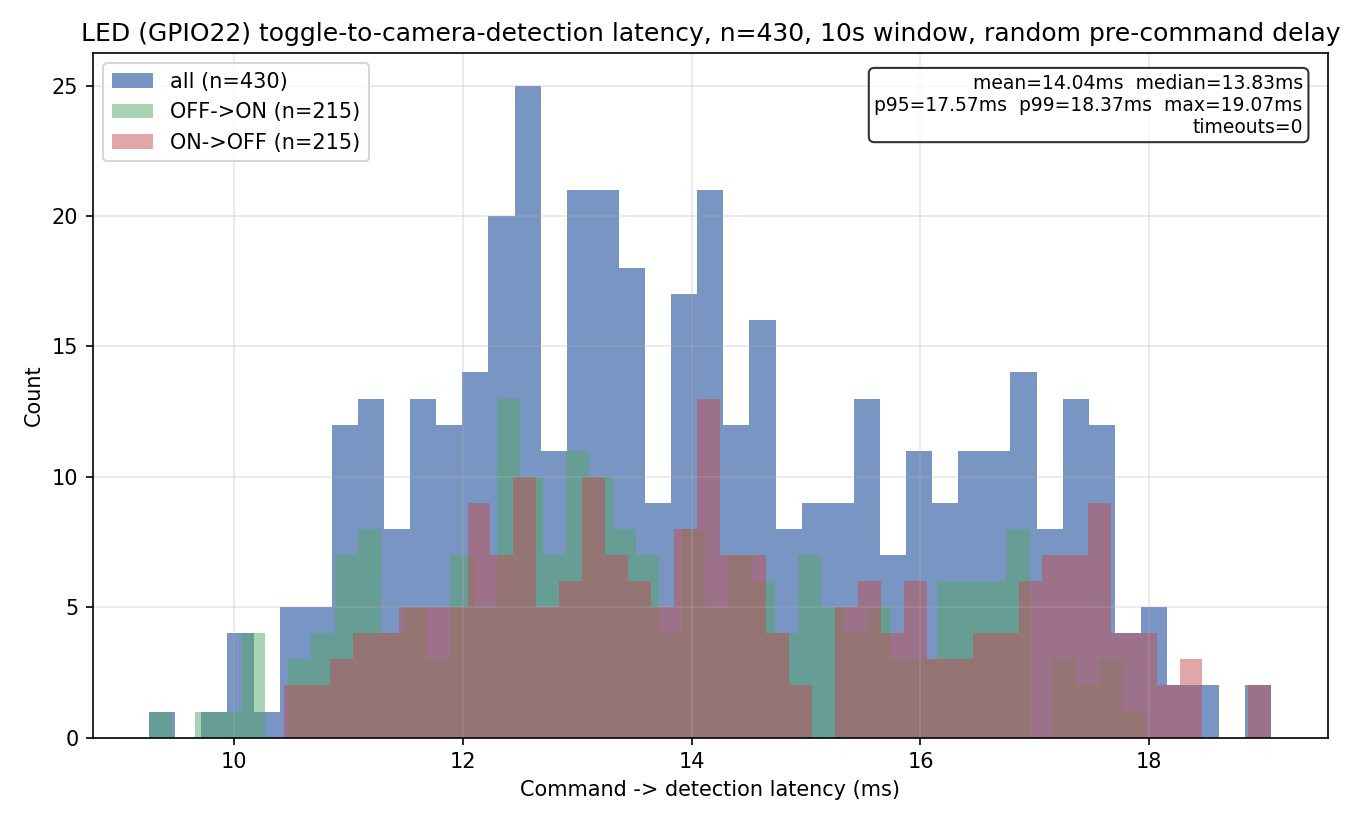 LED (GPIO22) toggle-to-camera-detection latency, n=430, 10s window, random pre-command delay
all (n=430)
OFF->ON (n=215)
ON->OFF (n=215)
mean=14.04ms  median=13.83ms
p95=17.57ms  p99=18.37ms  max=19.07ms
timeouts=0
Count
25
20
15
10
5
0
10 12 14 16 18
Command -> detection latency (ms)